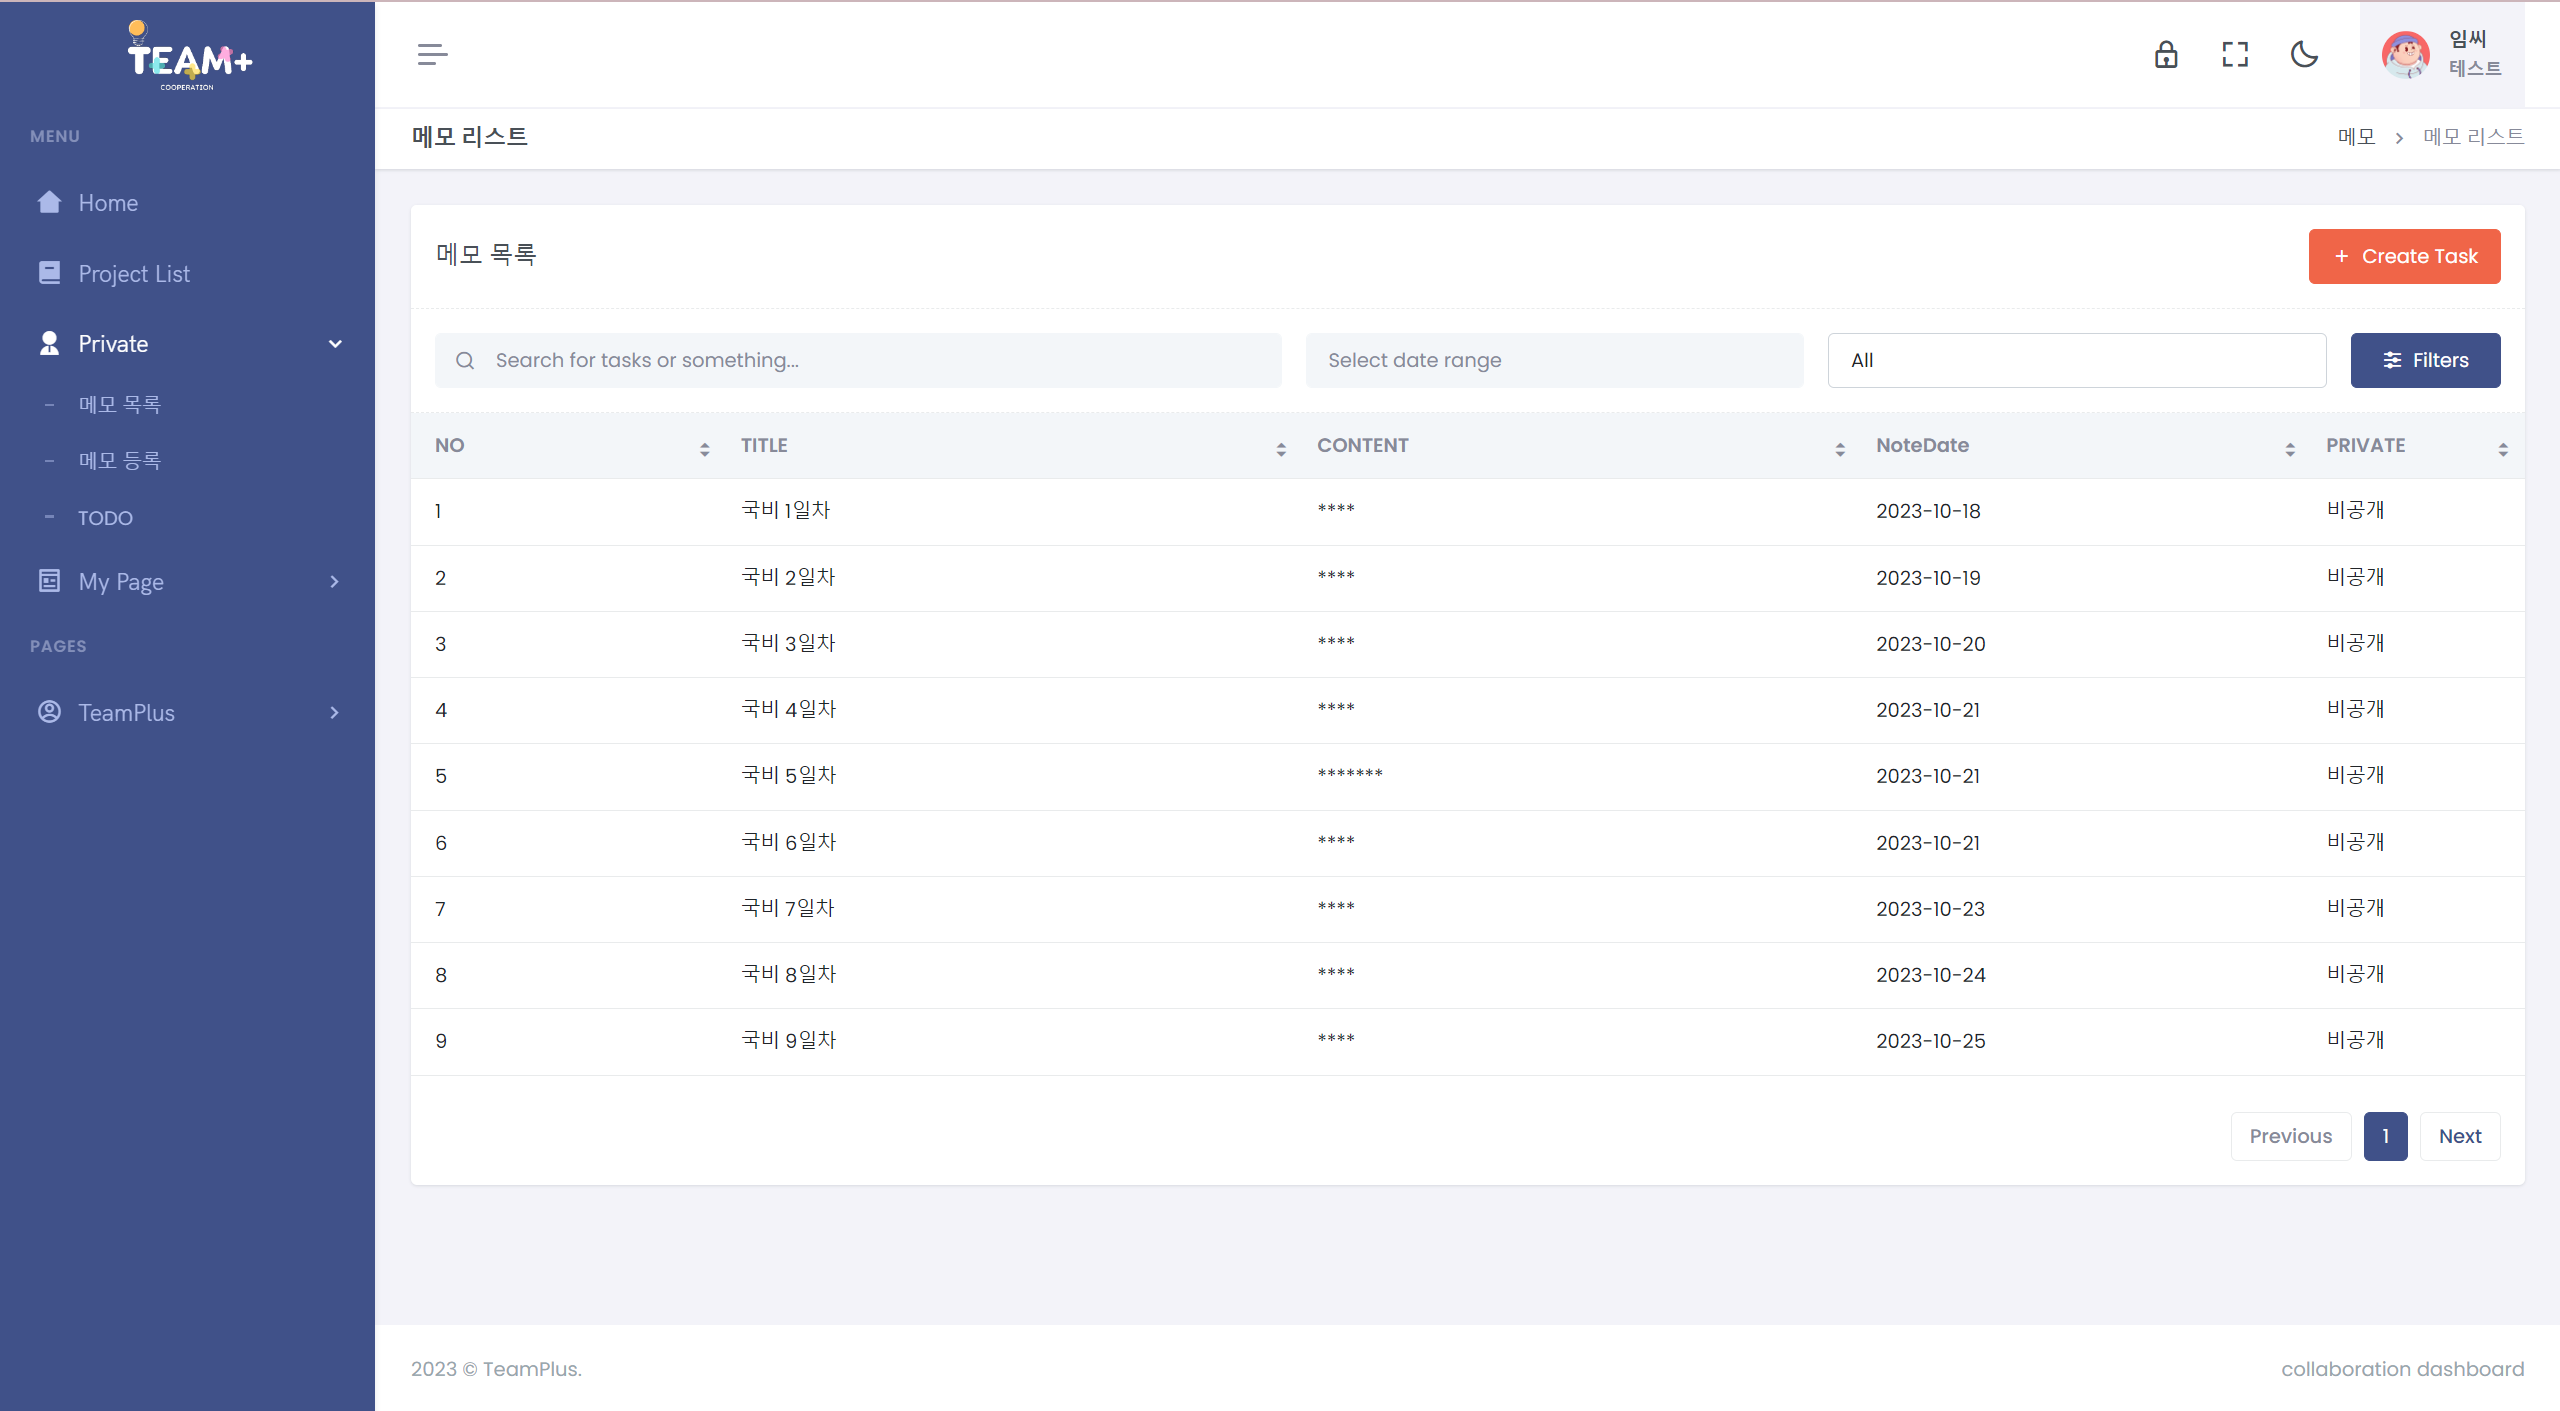 TEAM+
COOPERATION
MENU
Home
Project List
Private
메모 목록
메모 등록
TODO
My Page
PAGES
TeamPlus
임씨
테스트
메모 리스트
메모 > 메모 리스트
메모 목록
+ Create Task
Search for tasks or something...
Select date range
All
Filters
NO TITLE CONTENT NoteDate PRIVATE
1 국비 1일차 **** 2023-10-18 비공개
2 국비 2일차 **** 2023-10-19 비공개
3 국비 3일차 **** 2023-10-20 비공개
4 국비 4일차 **** 2023-10-21 비공개
5 국비 5일차 ******* 2023-10-21 비공개
6 국비 6일차 **** 2023-10-21 비공개
7 국비 7일차 **** 2023-10-23 비공개
8 국비 8일차 **** 2023-10-24 비공개
9 국비 9일차 **** 2023-10-25 비공개
Previous 1 Next
2023 © TeamPlus.
collaboration dashboard